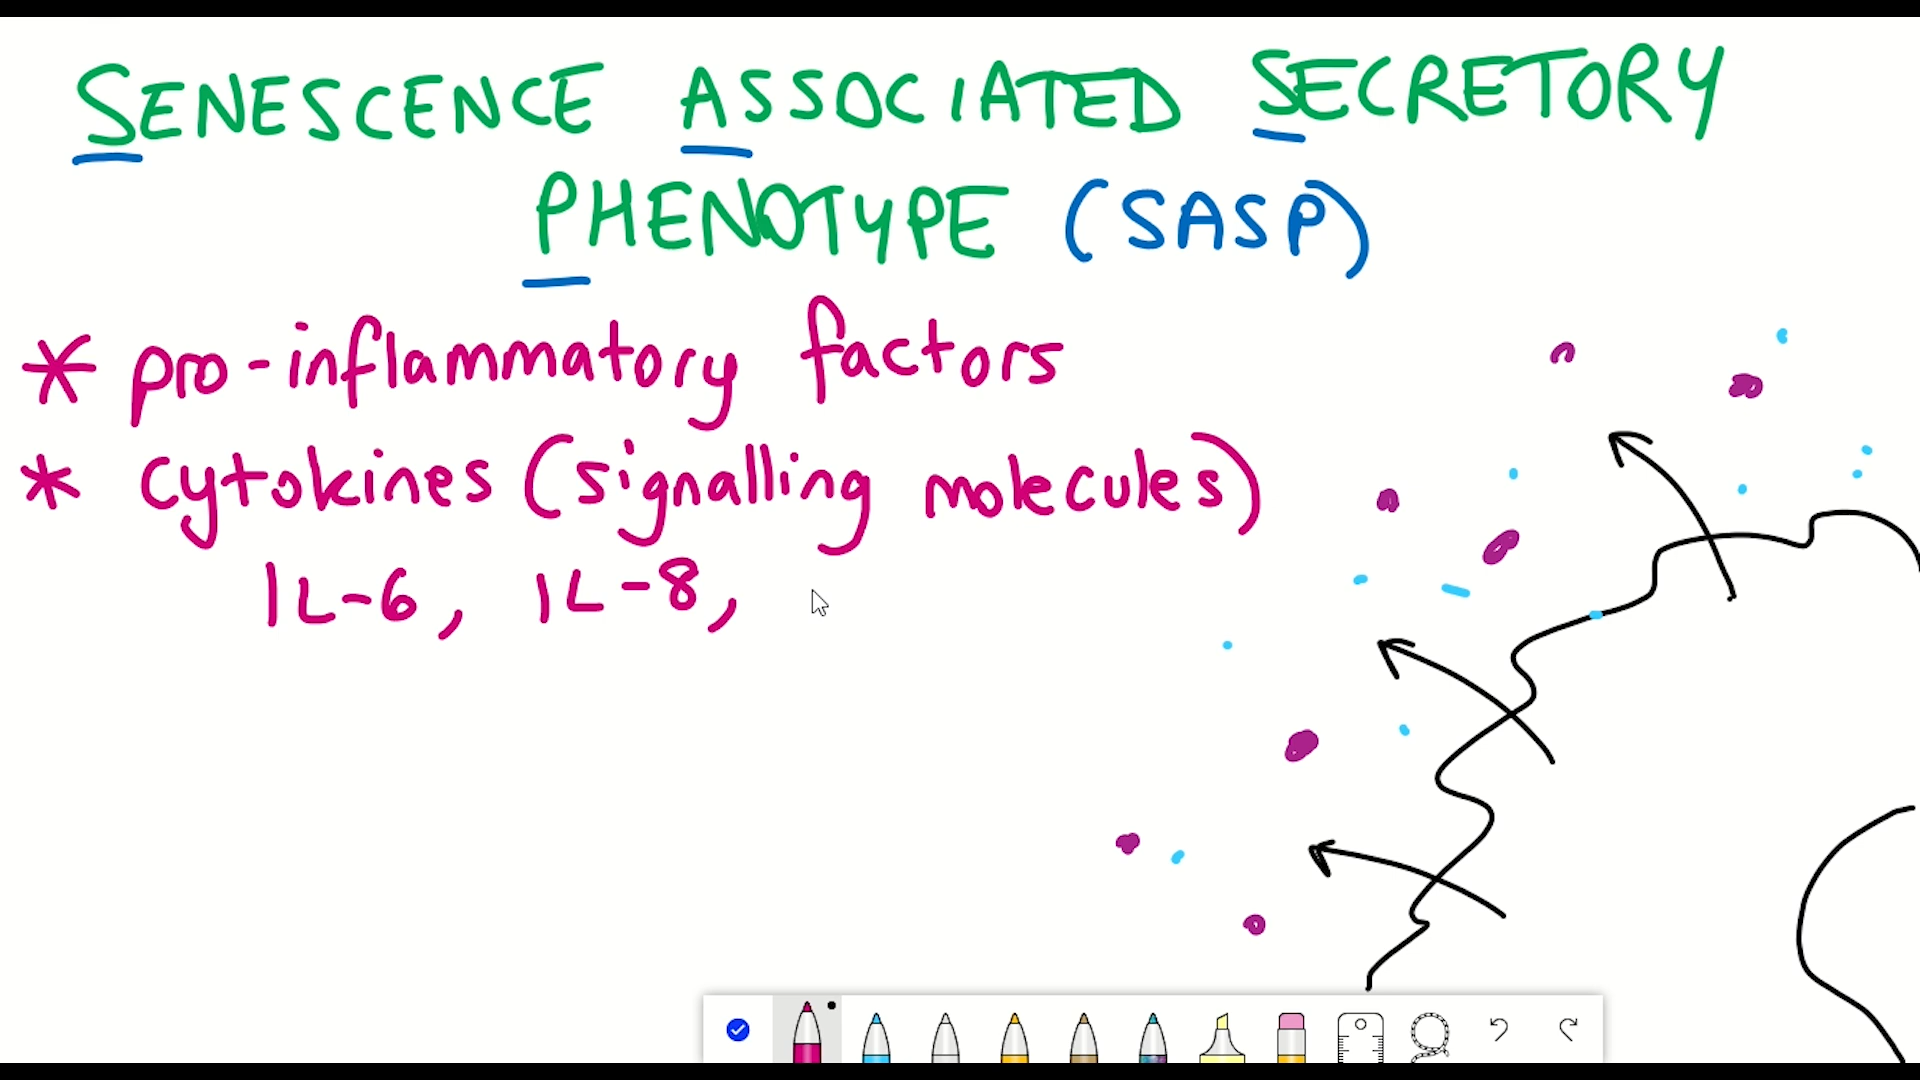 SENESCENCE ASSOCIATED SECRETORY
PHENOTYPE (SASP)
* pro-inflammatory factors
* cytokines (signalling molecules)
IL-6, IL-8,